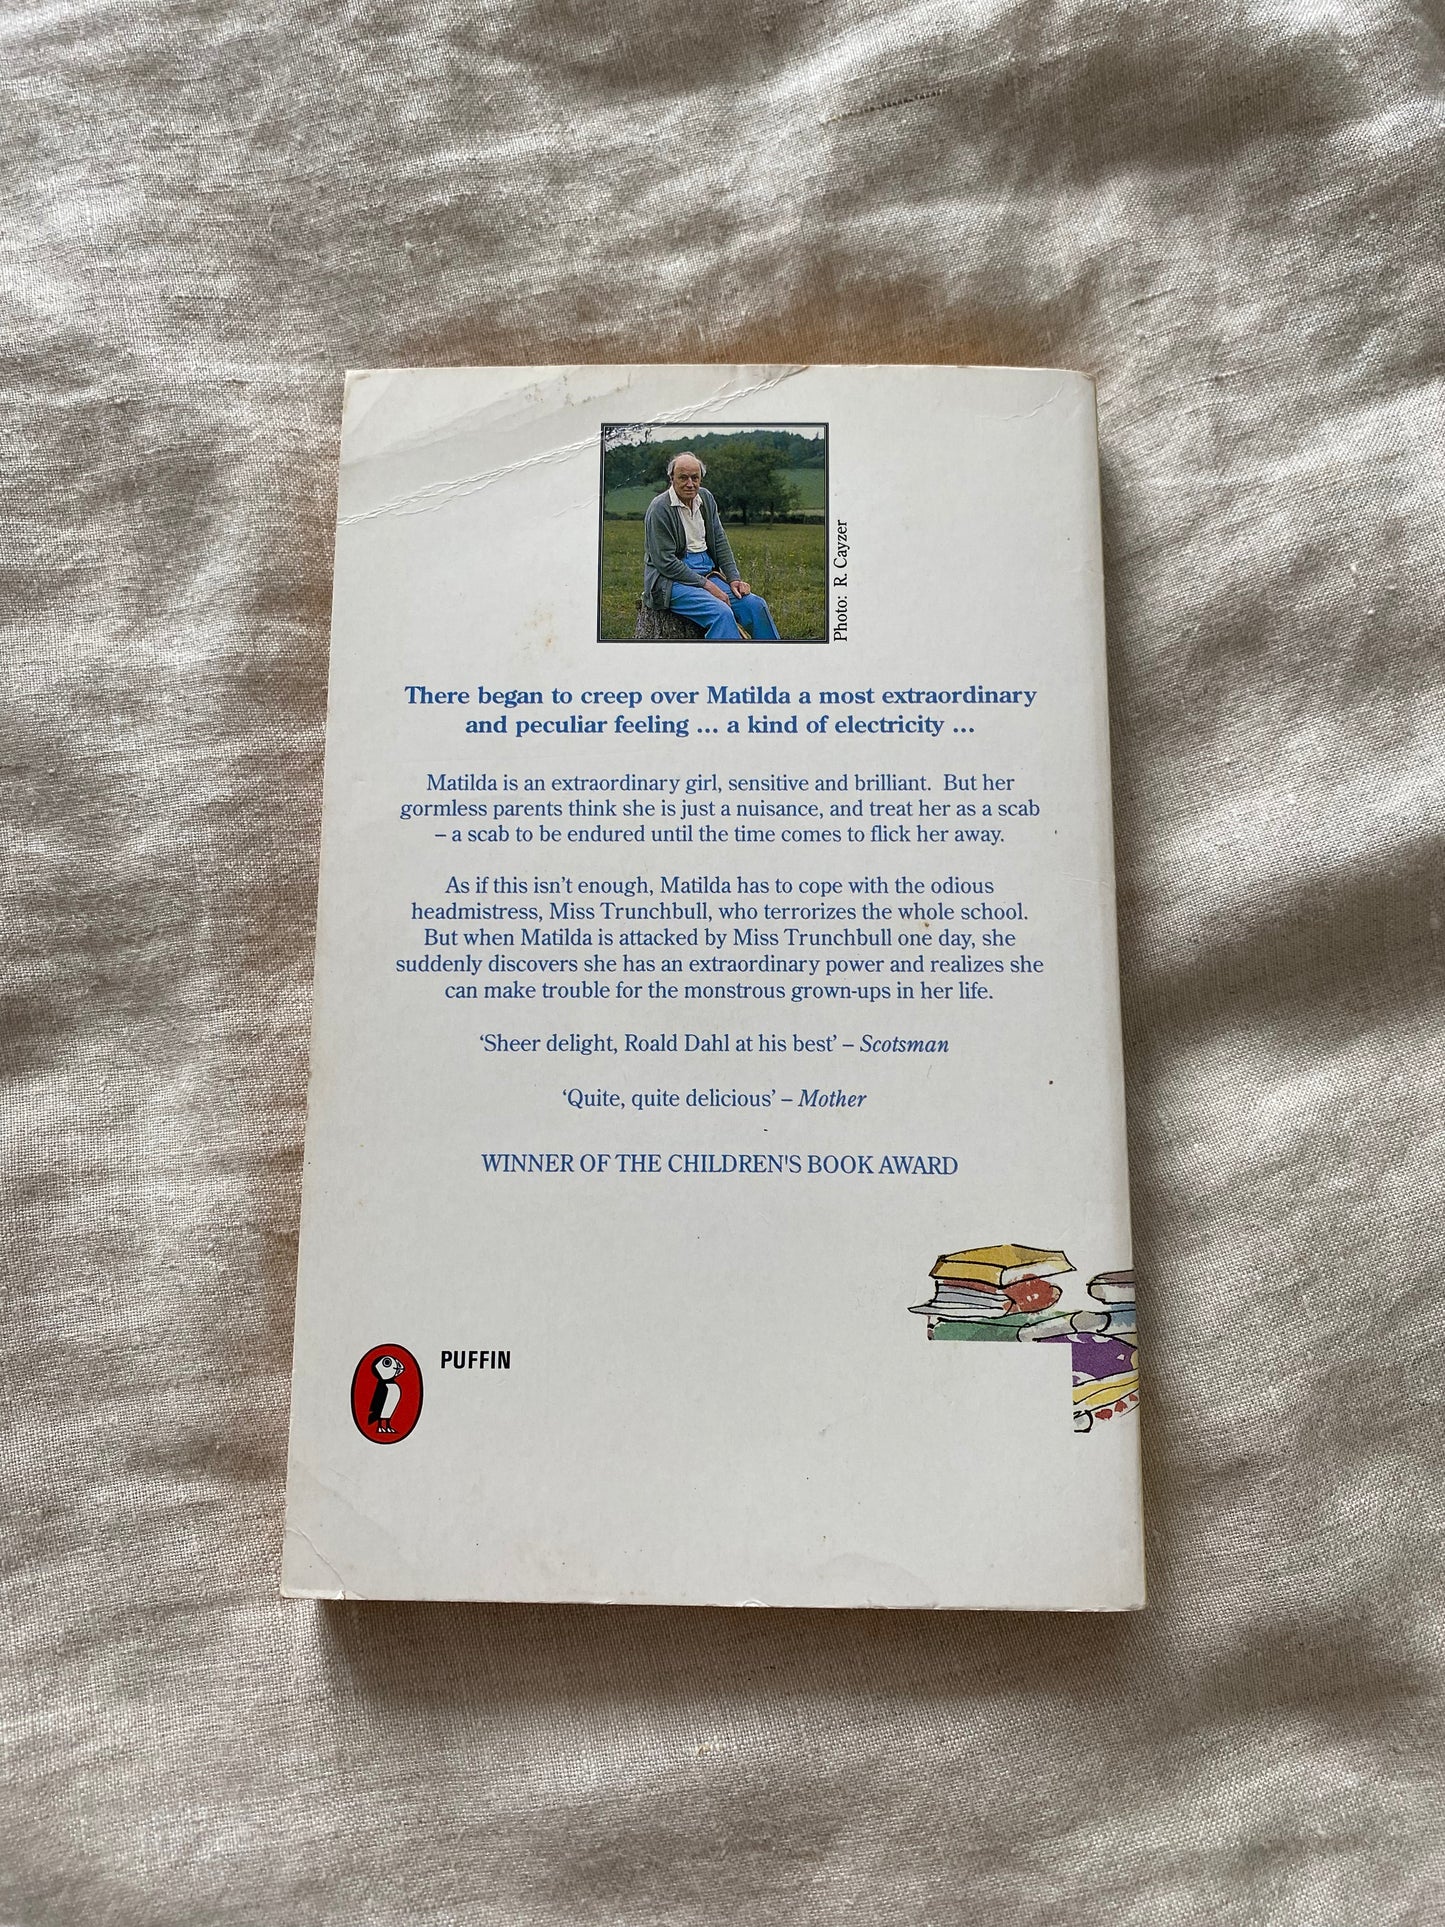 Photo: R. Cayzer
There began to creep over Matilda a most extraordinary
and peculiar feeling ... a kind of electricity ...
Matilda is an extraordinary girl, sensitive and brilliant. But her
gormless parents think she is just a nuisance, and treat her as a scab
– a scab to be endured until the time comes to flick her away.
As if this isn't enough, Matilda has to cope with the odious
headmistress, Miss Trunchbull, who terrorizes the whole school.
But when Matilda is attacked by Miss Trunchbull one day, she
suddenly discovers she has an extraordinary power and realizes she
can make trouble for the monstrous grown-ups in her life.
‘Sheer delight, Roald Dahl at his best’ – Scotsman
‘Quite, quite delicious’ – Mother
WINNER OF THE CHILDREN'S BOOK AWARD
PUFFIN